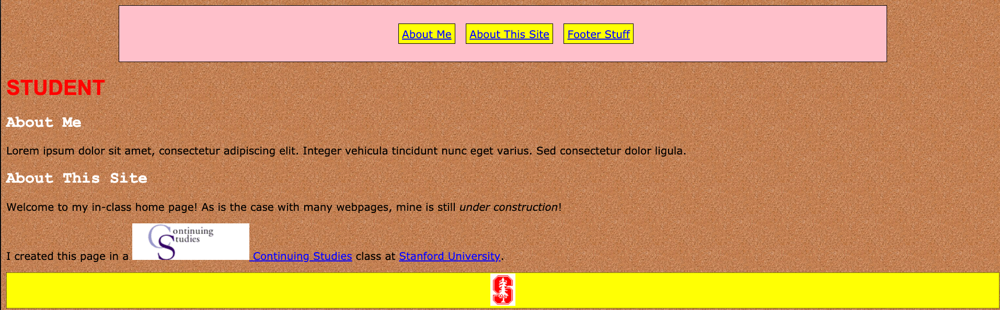 About Me About This Site Footer Stuff
STUDENT
About Me
Lorem ipsum dolor sit amet, consectetur adipiscing elit. Integer vehicula tincidunt nunc eget varius. Sed consectetur dolor ligula.
About This Site
Welcome to my in-class home page! As is the case with many webpages, mine is still under construction!
Continuing
Studies
I created this page in a Continuing Studies class at Stanford University.
S